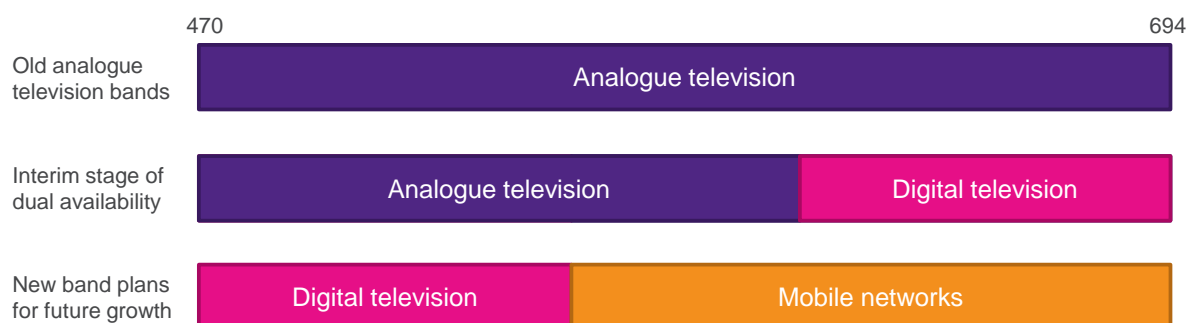 470 694
Old analogue
television bands
Analogue television
Interim stage of
dual availability
Analogue television Digital television
New band plans
for future growth
Digital television Mobile networks